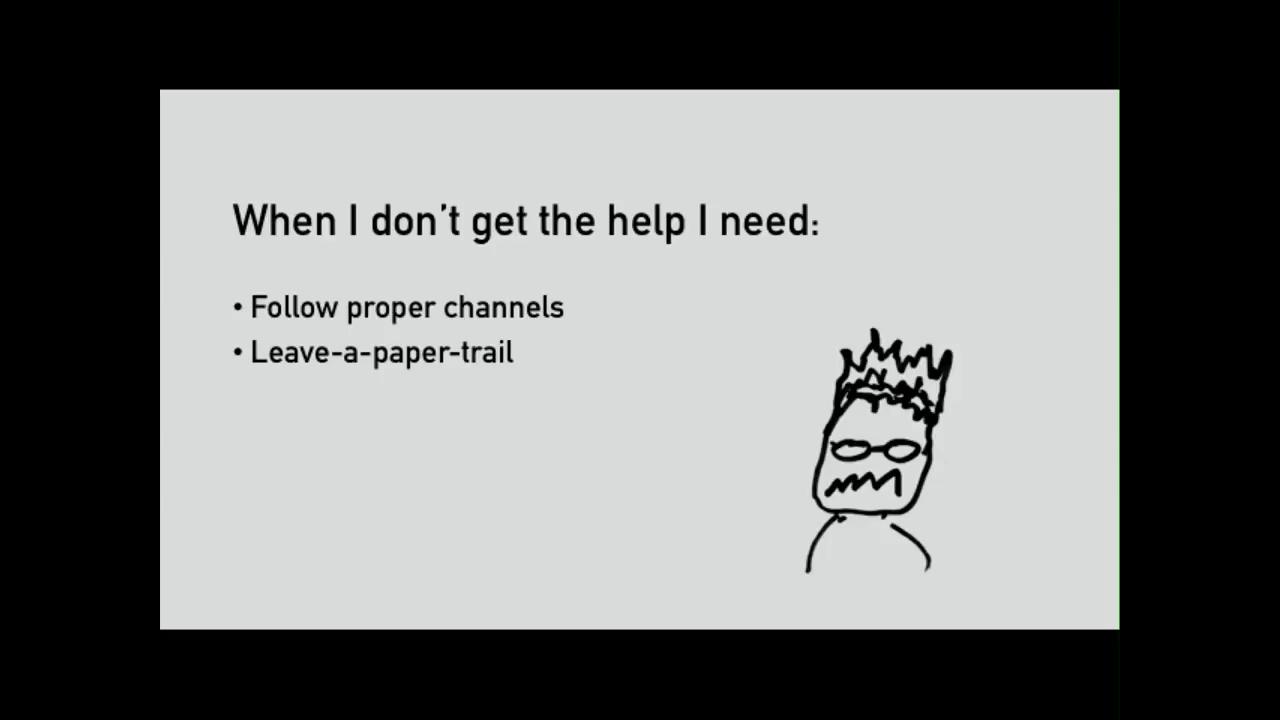 When I don't get the help I need:
• Follow proper channels
• Leave-a-paper-trail